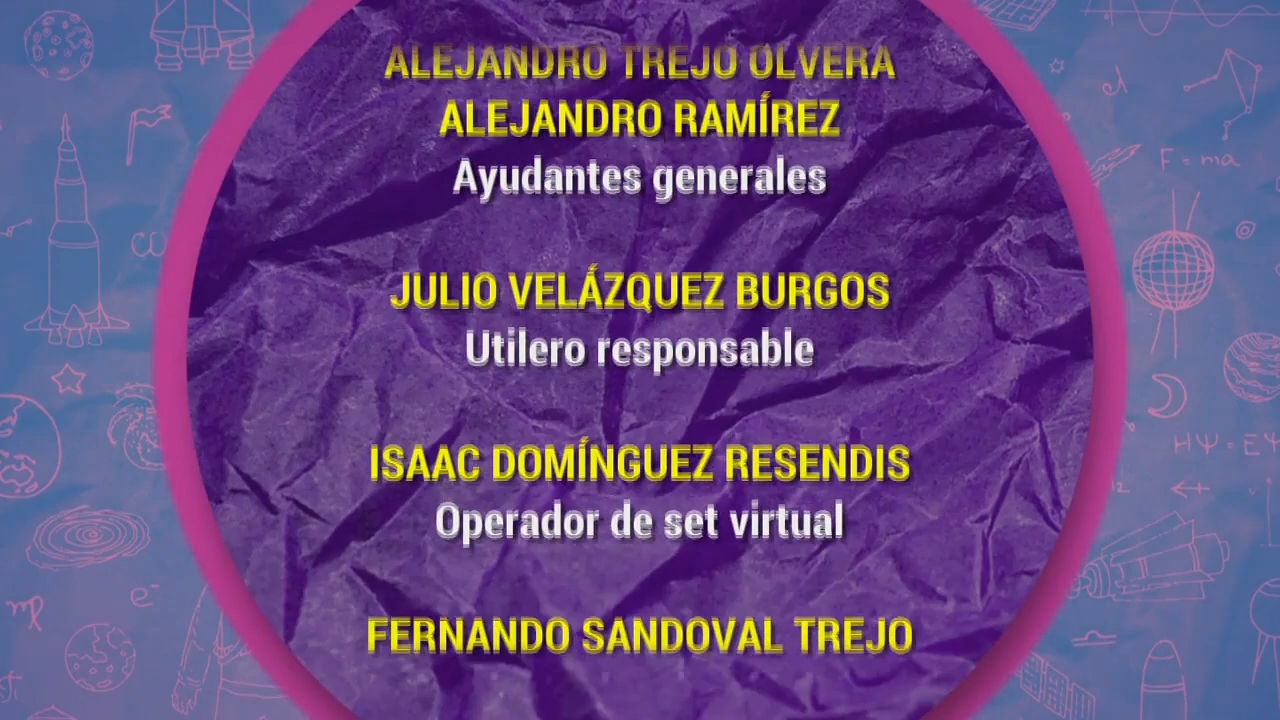 ALEJANDRO TREJO OLVERA
ALEJANDRO RAMÍREZ
Ayudantes generales
JULIO VELÁZQUEZ BURGOS
Utilero responsable
ISAAC DOMÍNGUEZ RESENDIS
Operador de set virtual
FERNANDO SANDOVAL TREJO
F = ma
e⁻